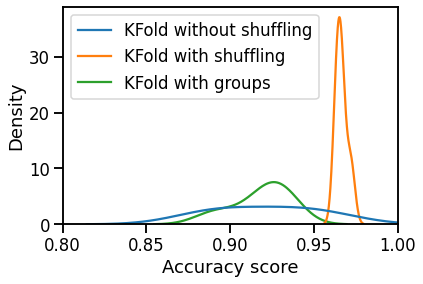 KFold without shuffling
KFold with shuffling
KFold with groups
Density
30
20
10
0
0.80 0.85 0.90 0.95 1.00
Accuracy score